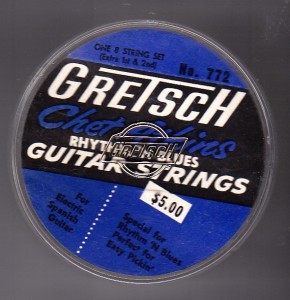 ONE 8 STRING SET
(Extra 1st & 2nd)
No. 772
GRETSCH
Chet Atkins
RHYTHM 'N BLUES
GRETSCH
GUITAR STRINGS
$5.00
For
Electric
Spanish
Guitar
Special for
Rhythm 'N Blues
Perfect for
Easy Pickin'